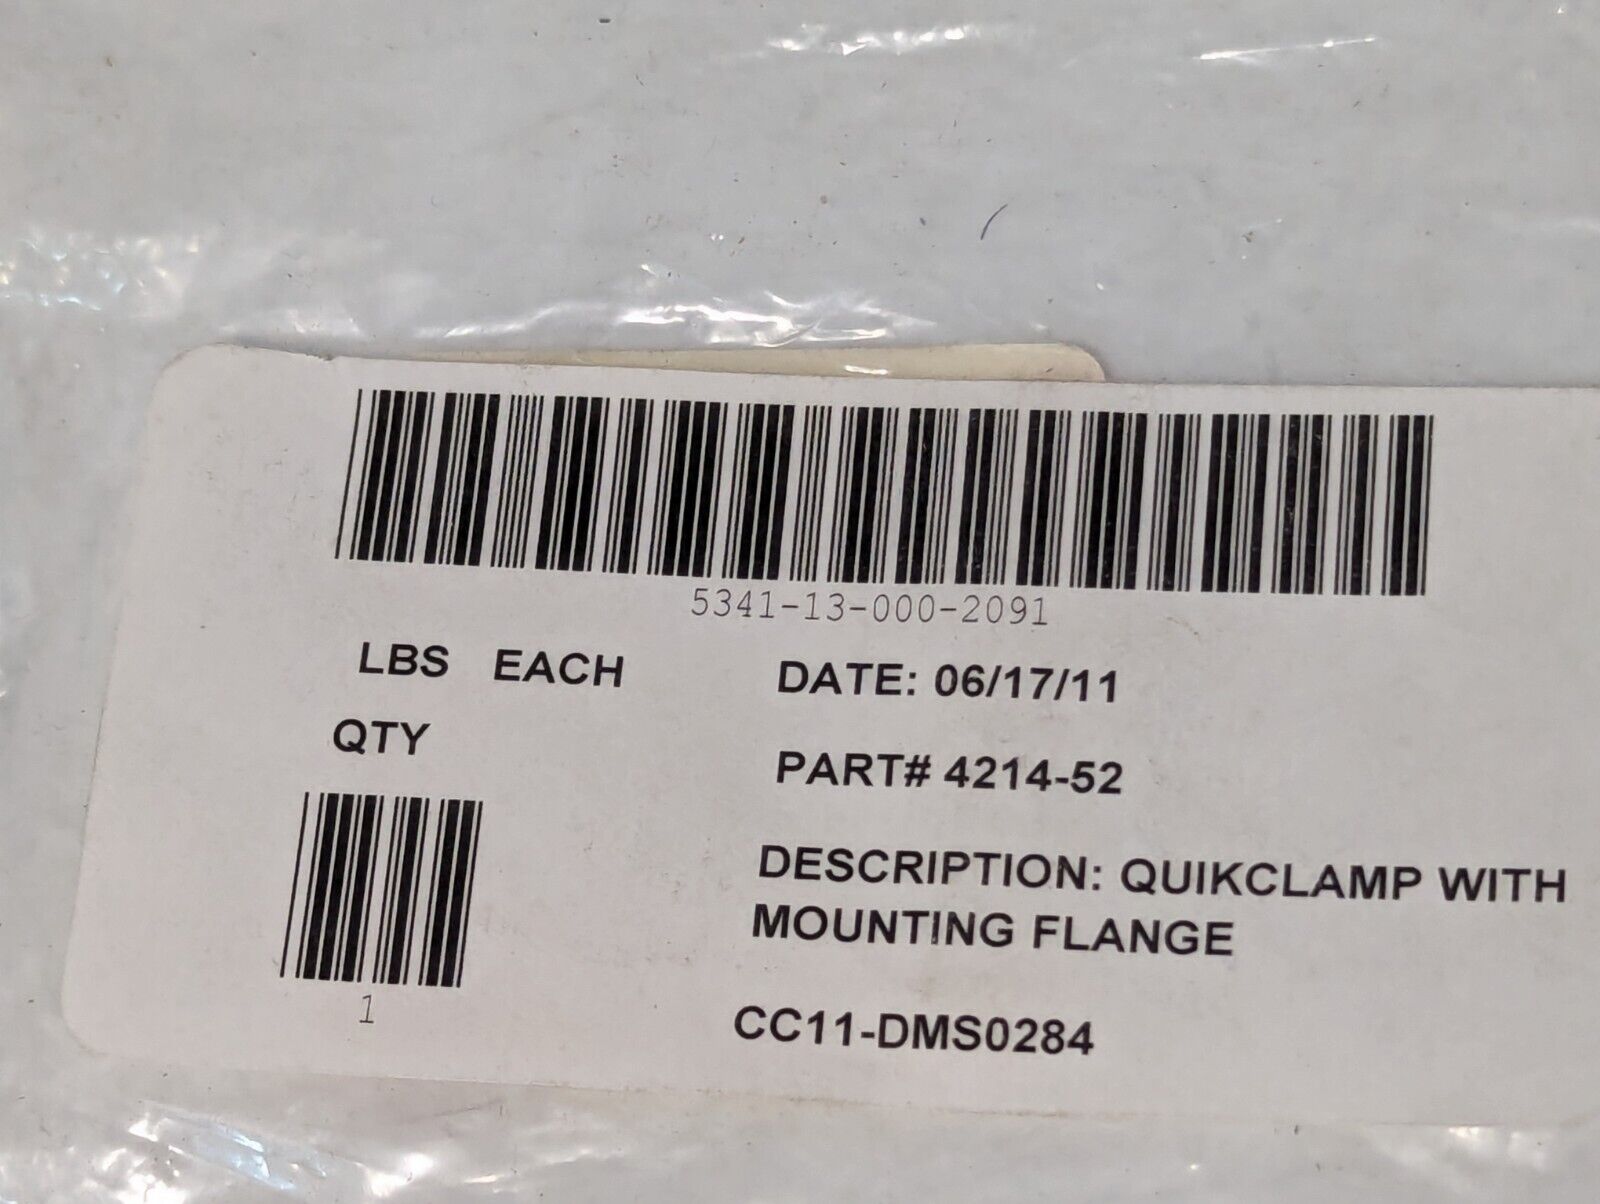 5341-13-000-2091
LBS EACH
DATE: 06/17/11
QTY
PART# 4214-52
1
DESCRIPTION: QUIKCLAMP WITH
MOUNTING FLANGE
CC11-DMS0284